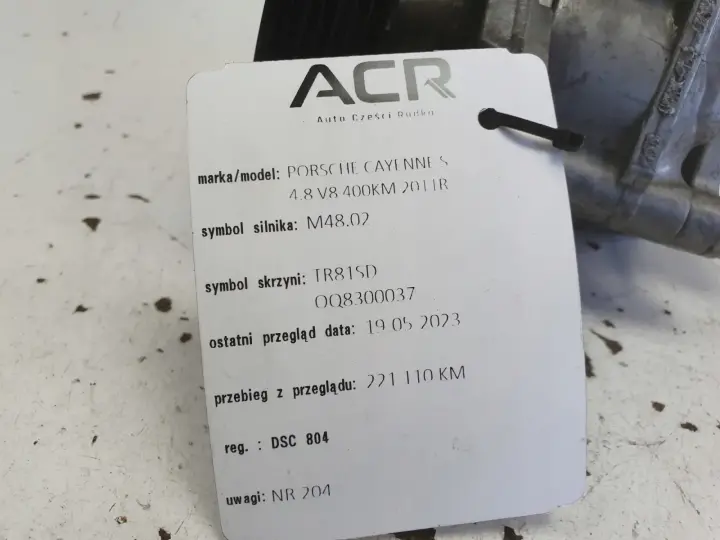 ACR
Auto Części Rudka
marka/model: PORSCHE CAYENNE S
4.8 V8 400KM 2011R
symbol silnika: M48.02
symbol skrzyni: TR81SD
OQ8300037
ostatni przegląd data: 19 05 2023
przebieg z przeglądu: 221 110 KM
reg. : DSC 804
uwagi: NR 204